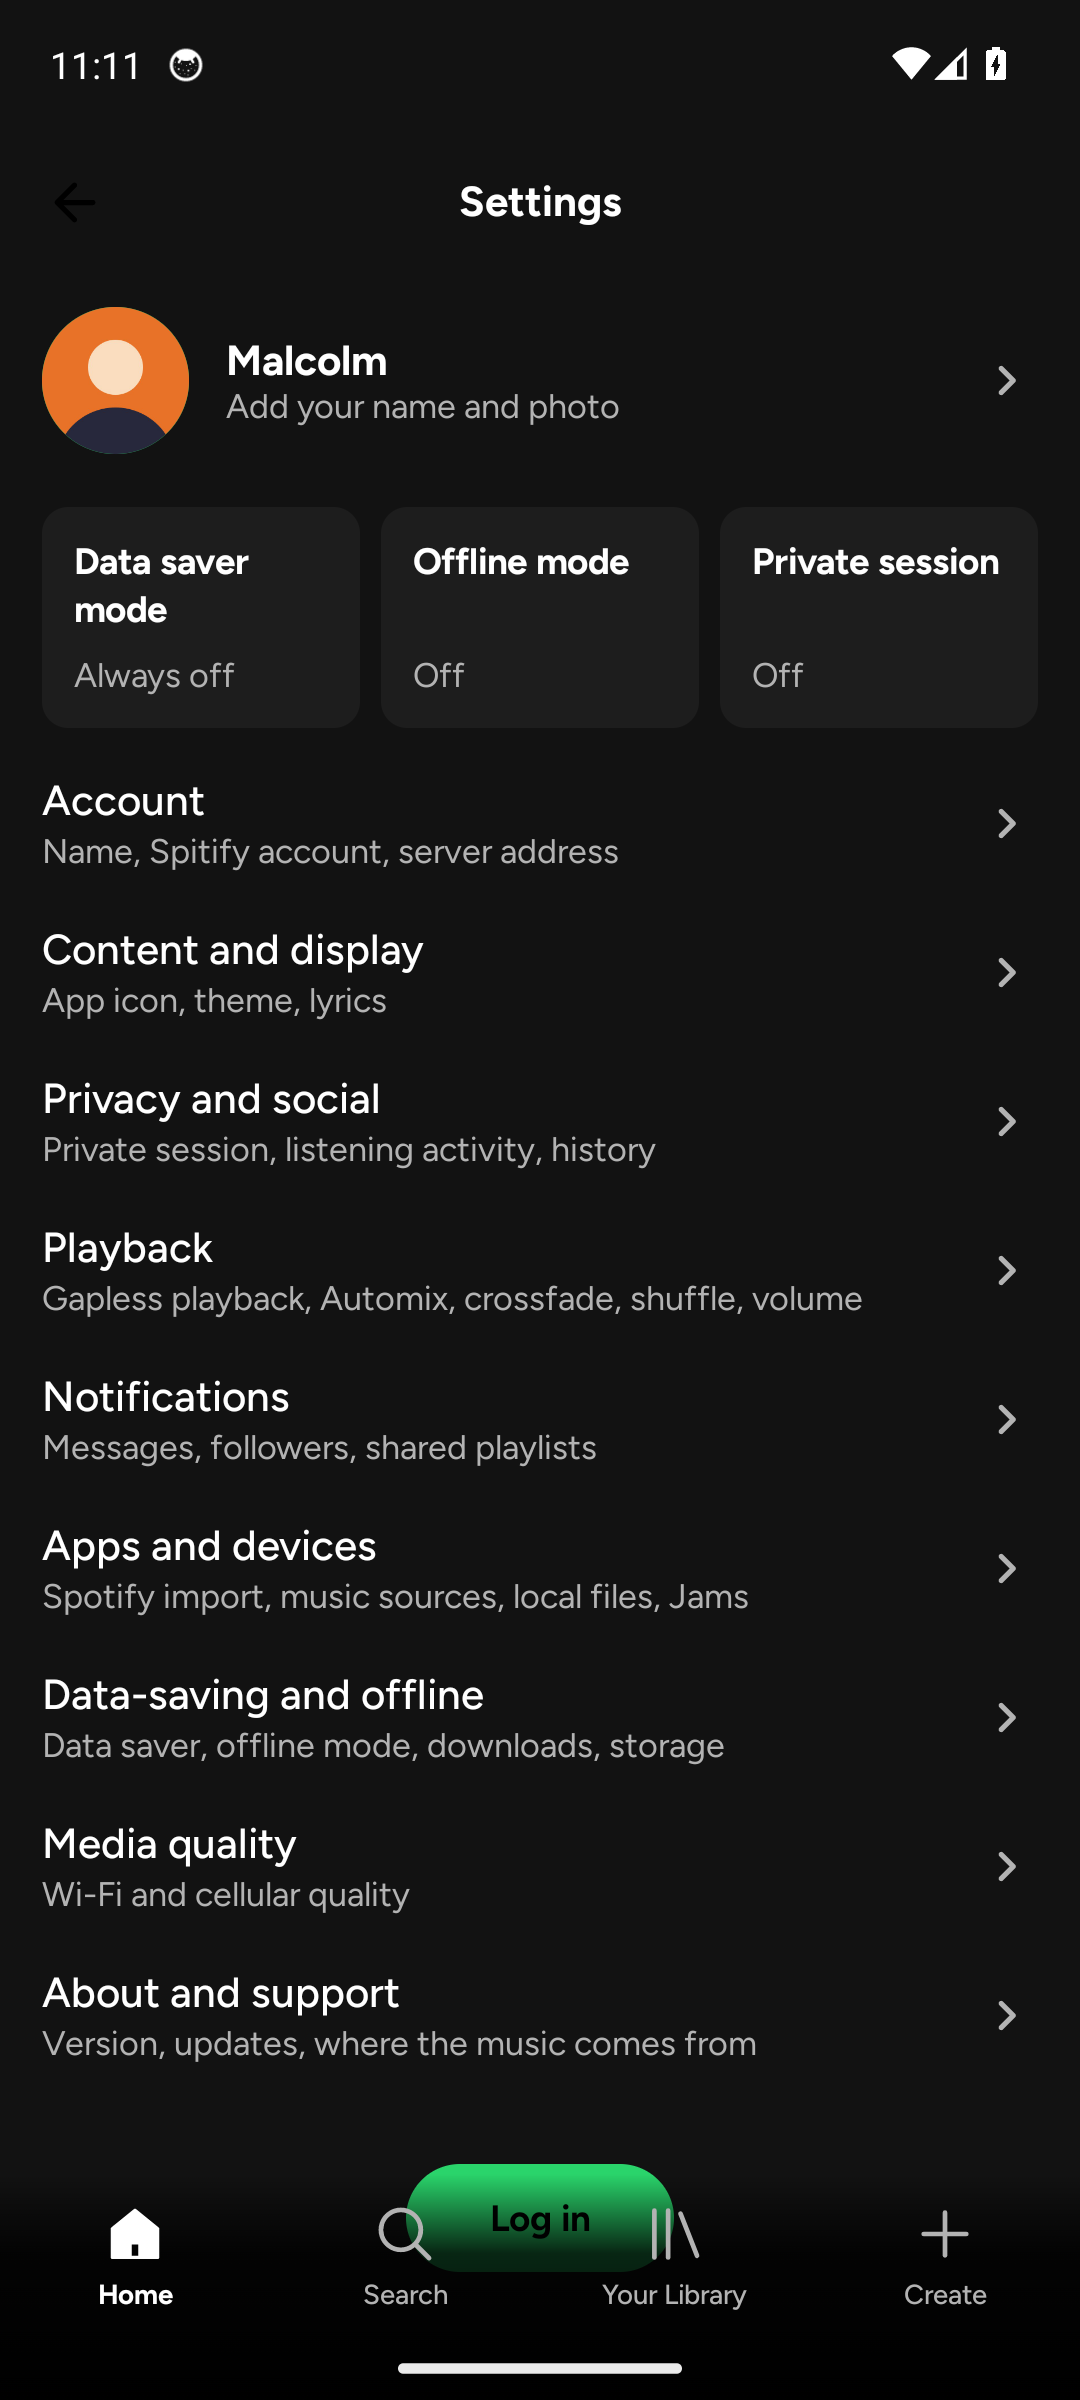 11:11
Settings
Malcolm
Add your name and photo
Data saver
mode
Always off
Offline mode
Off
Private session
Off
Account
Name, Spitify account, server address
Content and display
App icon, theme, lyrics
Privacy and social
Private session, listening activity, history
Playback
Gapless playback, Automix, crossfade, shuffle, volume
Notifications
Messages, followers, shared playlists
Apps and devices
Spotify import, music sources, local files, Jams
Data-saving and offline
Data saver, offline mode, downloads, storage
Media quality
Wi-Fi and cellular quality
About and support
Version, updates, where the music comes from
Log in
Home
Search
Your Library
Create